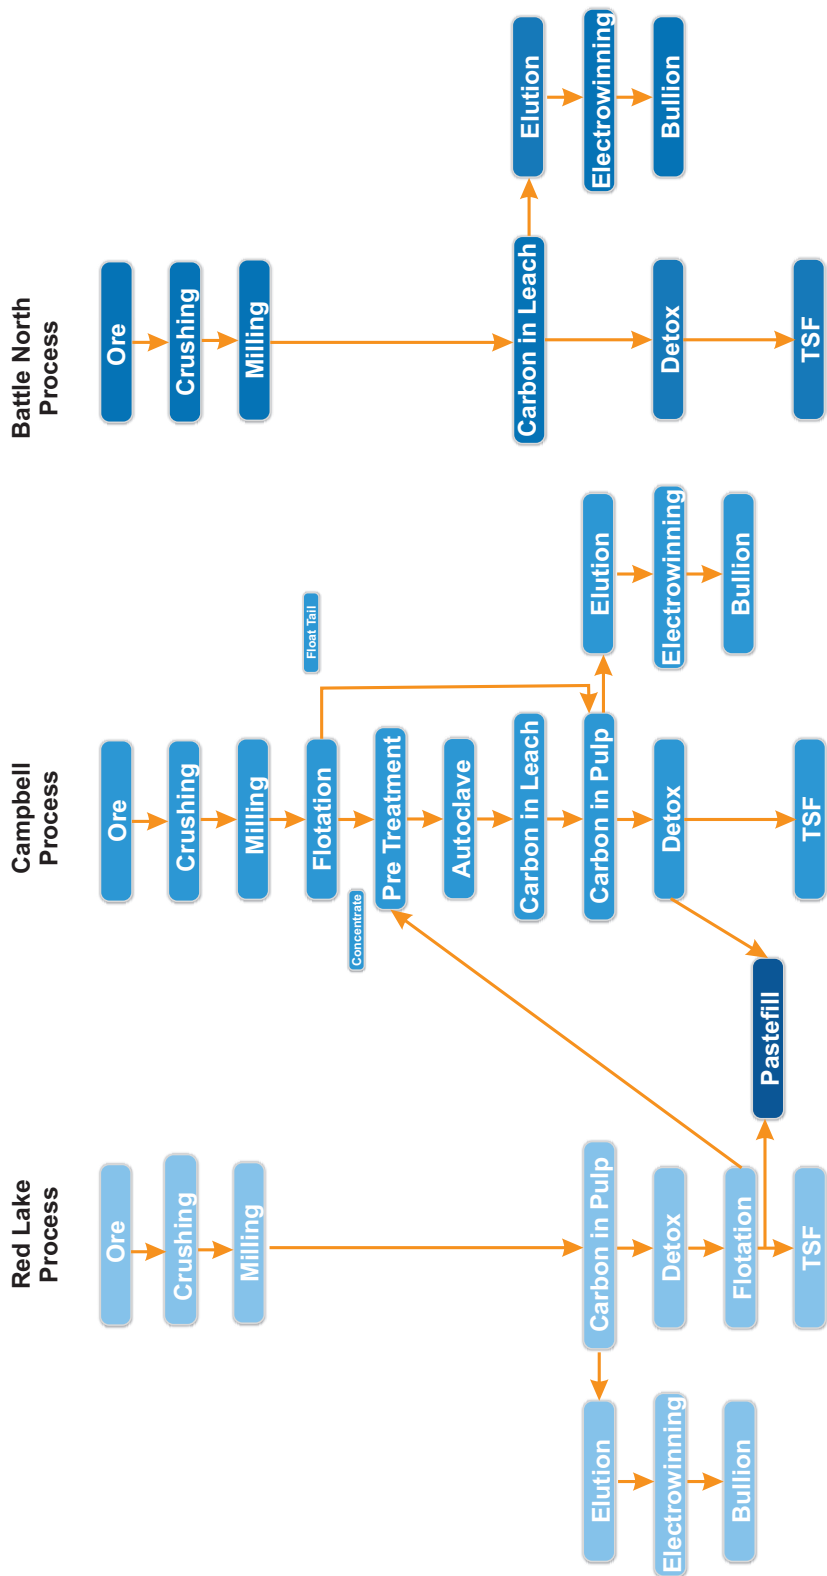 Red Lake
Process
Ore
Crushing
Milling
Carbon in Pulp
Detox
Flotation
TSF
Elution
Electrowinning
Bullion
Pastefill
Campbell
Process
Ore
Crushing
Milling
Flotation
Float Tail
Concentrate
Pre Treatment
Autoclave
Carbon in Leach
Carbon in Pulp
Detox
TSF
Elution
Electrowinning
Bullion
Battle North
Process
Ore
Crushing
Milling
Carbon in Leach
Detox
TSF
Elution
Electrowinning
Bullion